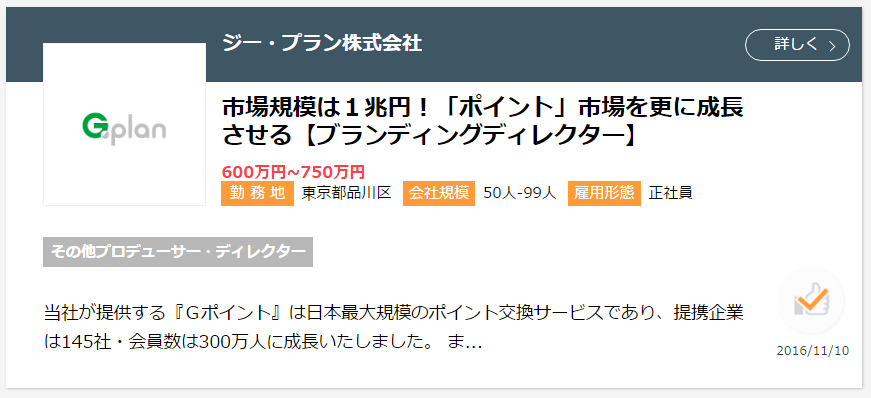 ジー・プラン株式会社
詳しく
G.plan
市場規模は１兆円！「ポイント」市場を更に成長
させる【ブランディングディレクター】
600万円~750万円
勤 務 地 東京都品川区 会社規模 50人-99人 雇用形態 正社員
その他プロデューサー・ディレクター
当社が提供する『Ｇポイント』は日本最大規模のポイント交換サービスであり、提携企業
は145社・会員数は300万人に成長いたしました。 ま...
2016/11/10